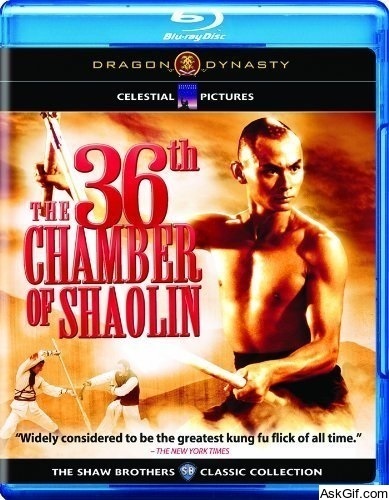 Blu-ray Disc
DRAGON DYNASTY
CELESTIAL PICTURES
THE 36th
CHAMBER
OF SHAOLIN
"Widely considered to be the greatest kung fu flick of all time."
–THE NEW YORK TIMES
THE SHAW BROTHERS SB CLASSIC COLLECTION
AskGif.com